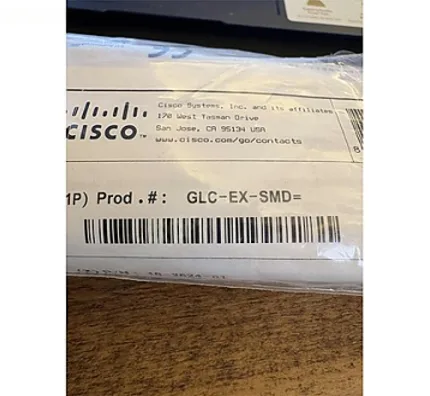 Cisco Systems, Inc. and its affiliates
170 West Tasman Drive
San Jose, CA 95134 USA
www.cisco.com/go/contacts
CISCO™
1P) Prod.#: GLC-EX-SMD=